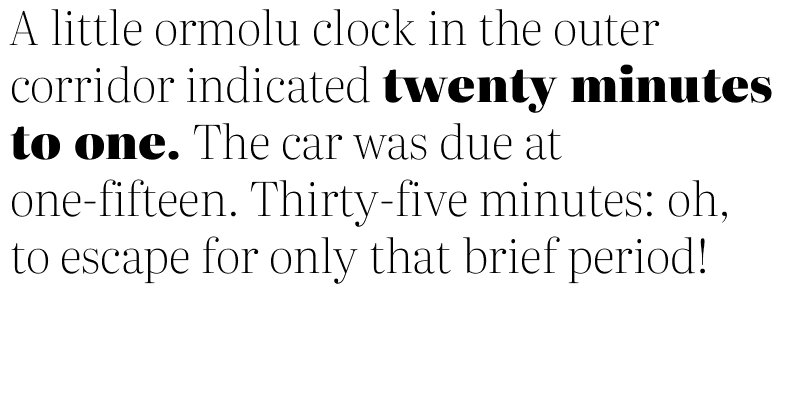 A little ormolu clock in the outer
corridor indicated twenty minutes
to one. The car was due at
one-fifteen. Thirty-five minutes: oh,
to escape for only that brief period!